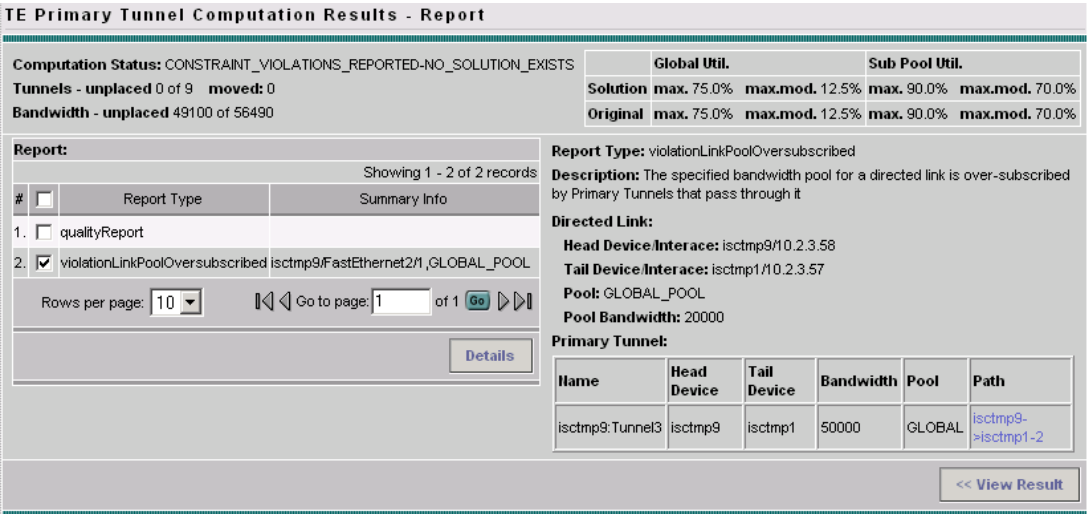 TE Primary Tunnel Computation Results - Report
Computation Status: CONSTRAINT_VIOLATIONS_REPORTED-NO_SOLUTION_EXISTS
Tunnels - unplaced 0 of 9 moved: 0
Bandwidth - unplaced 49100 of 56490
Global Util. Sub Pool Util.
Solution max. 75.0% max.mod. 12.5% max. 90.0% max.mod. 70.0%
Original max. 75.0% max.mod. 12.5% max. 90.0% max.mod. 70.0%
Report:
Showing 1 - 2 of 2 records
# Report Type Summary Info
1. qualityReport
2. violationLinkPoolOversubscribed isctmp9/FastEthernet2/1,GLOBAL_POOL
Rows per page: 10 Go to page: 1 of 1 Go
Details
Report Type: violationLinkPoolOversubscribed
Description: The specified bandwidth pool for a directed link is over-subscribed
by Primary Tunnels that pass through it
Directed Link:
Head Device/Interace: isctmp9/10.2.3.58
Tail Device/Interace: isctmp1/10.2.3.57
Pool: GLOBAL_POOL
Pool Bandwidth: 20000
Primary Tunnel:
Name Head Device Tail Device Bandwidth Pool Path
isctmp9:Tunnel3 isctmp9 isctmp1 50000 GLOBAL isctmp9-
>isctmp1-2
<< View Result